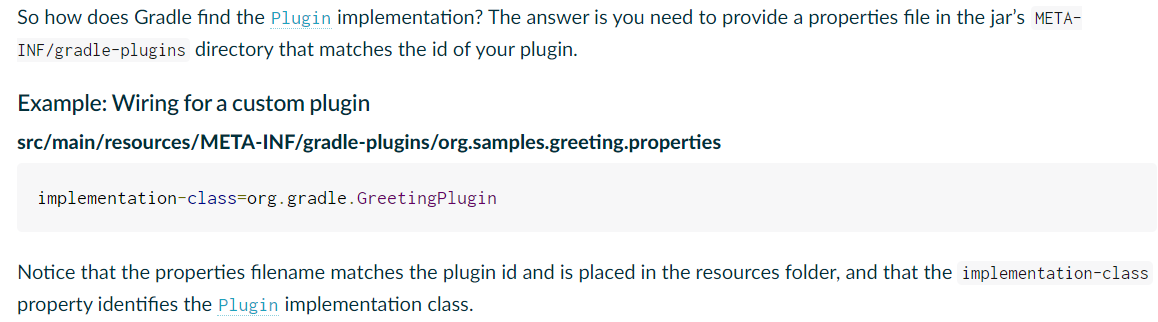 So how does Gradle find the Plugin implementation? The answer is you need to provide a properties file in the jar’s META-
INF/gradle-plugins directory that matches the id of your plugin.
Example: Wiring for a custom plugin
src/main/resources/META-INF/gradle-plugins/org.samples.greeting.properties
implementation-class=org.gradle.GreetingPlugin
Notice that the properties filename matches the plugin id and is placed in the resources folder, and that the implementation-class
property identifies the Plugin implementation class.